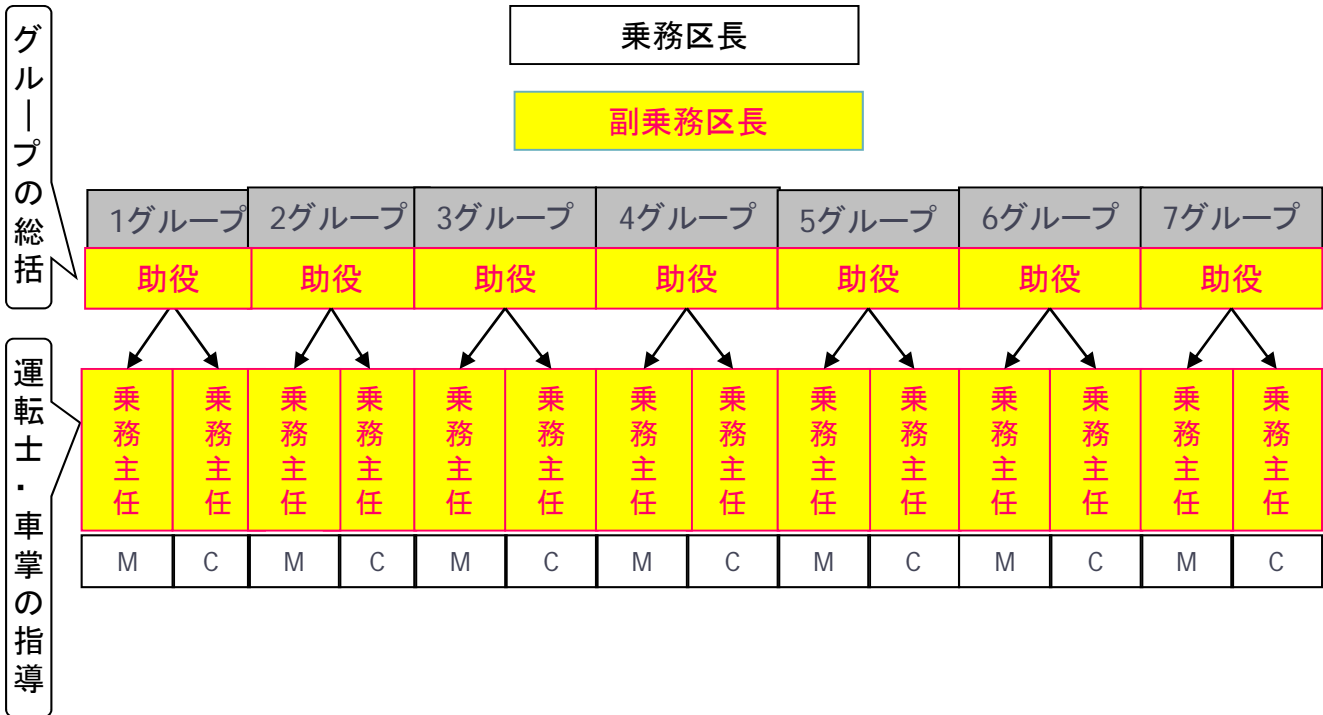 グループの総括
乗務区長
副乗務区長
1グループ 2グループ 3グループ 4グループ 5グループ 6グループ 7グループ
助役 助役 助役 助役 助役 助役 助役
運転士・車掌の指導
乗務主任 乗務主任 乗務主任 乗務主任 乗務主任 乗務主任 乗務主任 乗務主任 乗務主任 乗務主任 乗務主任 乗務主任 乗務主任 乗務主任
M C M C M C M C M C M C M C